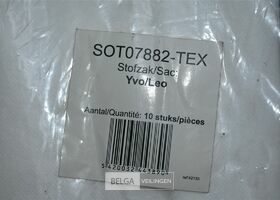 SOT07882-TEX
Stofzak/Sac:
Yvo/Leo
Aantal/Quantité: 10 stuks/pièces
BELGA VEILINGEN